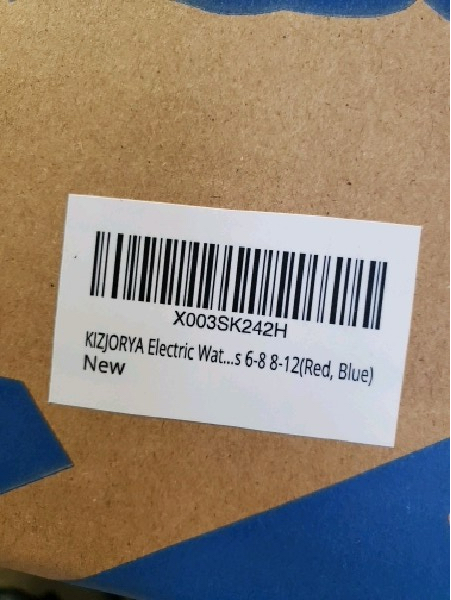 X003SK242H
KIZJORYA Electric Wat...s 6-8 8-12(Red, Blue)
New